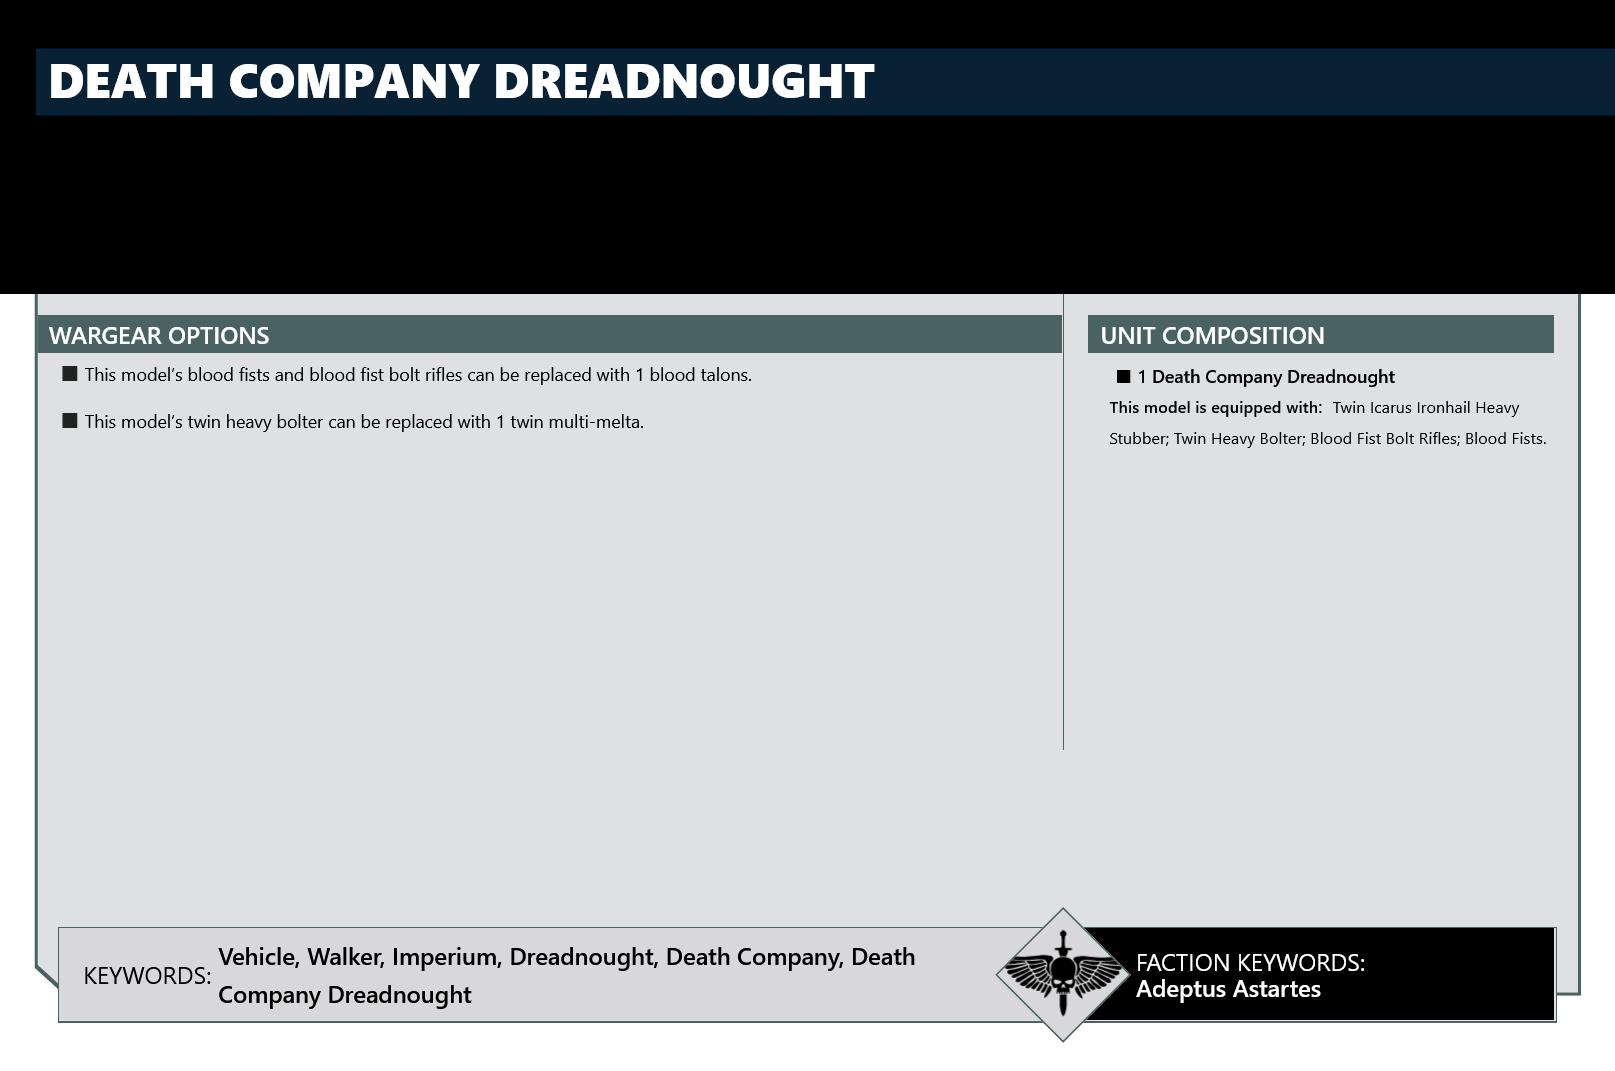 DEATH COMPANY DREADNOUGHT
WARGEAR OPTIONS
■ This model’s blood fists and blood fist bolt rifles can be replaced with 1 blood talons.
■ This model’s twin heavy bolter can be replaced with 1 twin multi-melta.
UNIT COMPOSITION
■ 1 Death Company Dreadnought
This model is equipped with: Twin Icarus Ironhail Heavy
Stubber; Twin Heavy Bolter; Blood Fist Bolt Rifles; Blood Fists.
KEYWORDS:
Vehicle, Walker, Imperium, Dreadnought, Death Company, Death
Company Dreadnought
FACTION KEYWORDS:
Adeptus Astartes